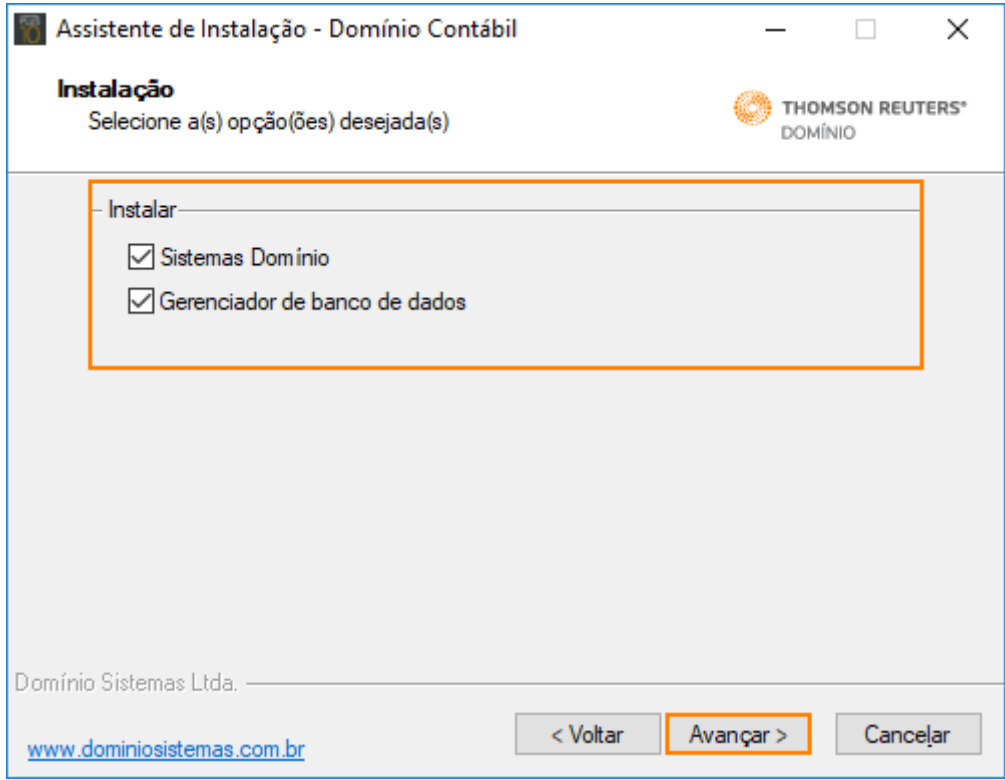 Assistente de Instalação - Domínio Contábil
Instalação
Selecione a(s) opção(ões) desejada(s)
THOMSON REUTERS®
DOMÍNIO
Instalar
Sistemas Domínio
Gerenciador de banco de dados
Domínio Sistemas Ltda.
www.dominiosistemas.com.br
< Voltar
Avançar >
Cancelar